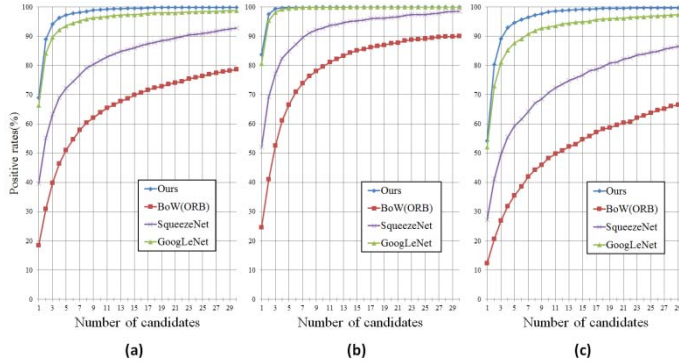 100
90
80
70
60
50
40
30
20
10
0
Positive rates(%)
Ours
BoW(ORB)
SqueezeNet
GoogLeNet
1 3 5 7 9 11 13 15 17 19 21 23 25 27 29
Number of candidates
(a)
100
90
80
70
60
50
40
30
20
10
0
Ours
BoW(ORB)
SqueezeNet
GoogLeNet
1 3 5 7 9 11 13 15 17 19 21 23 25 27 29
Number of candidates
(b)
100
90
80
70
60
50
40
30
20
10
0
Ours
BoW(ORB)
SqueezeNet
GoogLeNet
1 3 5 7 9 11 13 15 17 19 21 23 25 27 29
Number of candidates
(c)